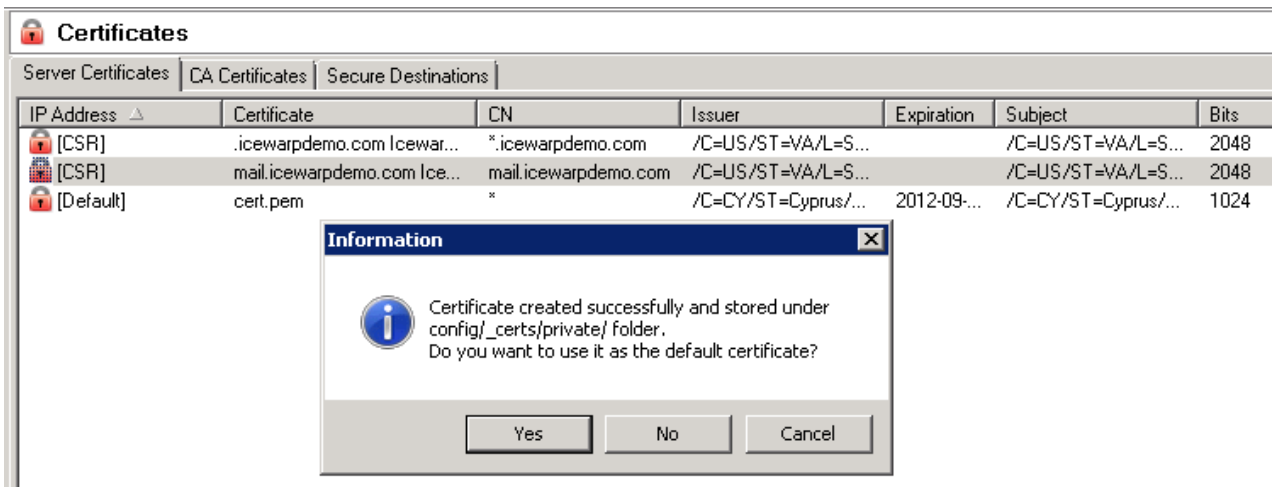 Certificates
Server Certificates CA Certificates Secure Destinations
IP Address Certificate CN Issuer Expiration Subject Bits
[CSR] .icewarpdemo.com Icewar... *.icewarpdemo.com /C=US/ST=VA/L=S... /C=US/ST=VA/L=S... 2048
[CSR] mail.icewarpdemo.com Ice... mail.icewarpdemo.com /C=US/ST=VA/L=S... /C=US/ST=VA/L=S... 2048
[Default] cert.pem * /C=CY/ST=Cyprus/... 2012-09-... /C=CY/ST=Cyprus/... 1024
Information
Certificate created successfully and stored under
config/_certs/private/ folder.
Do you want to use it as the default certificate?
Yes No Cancel